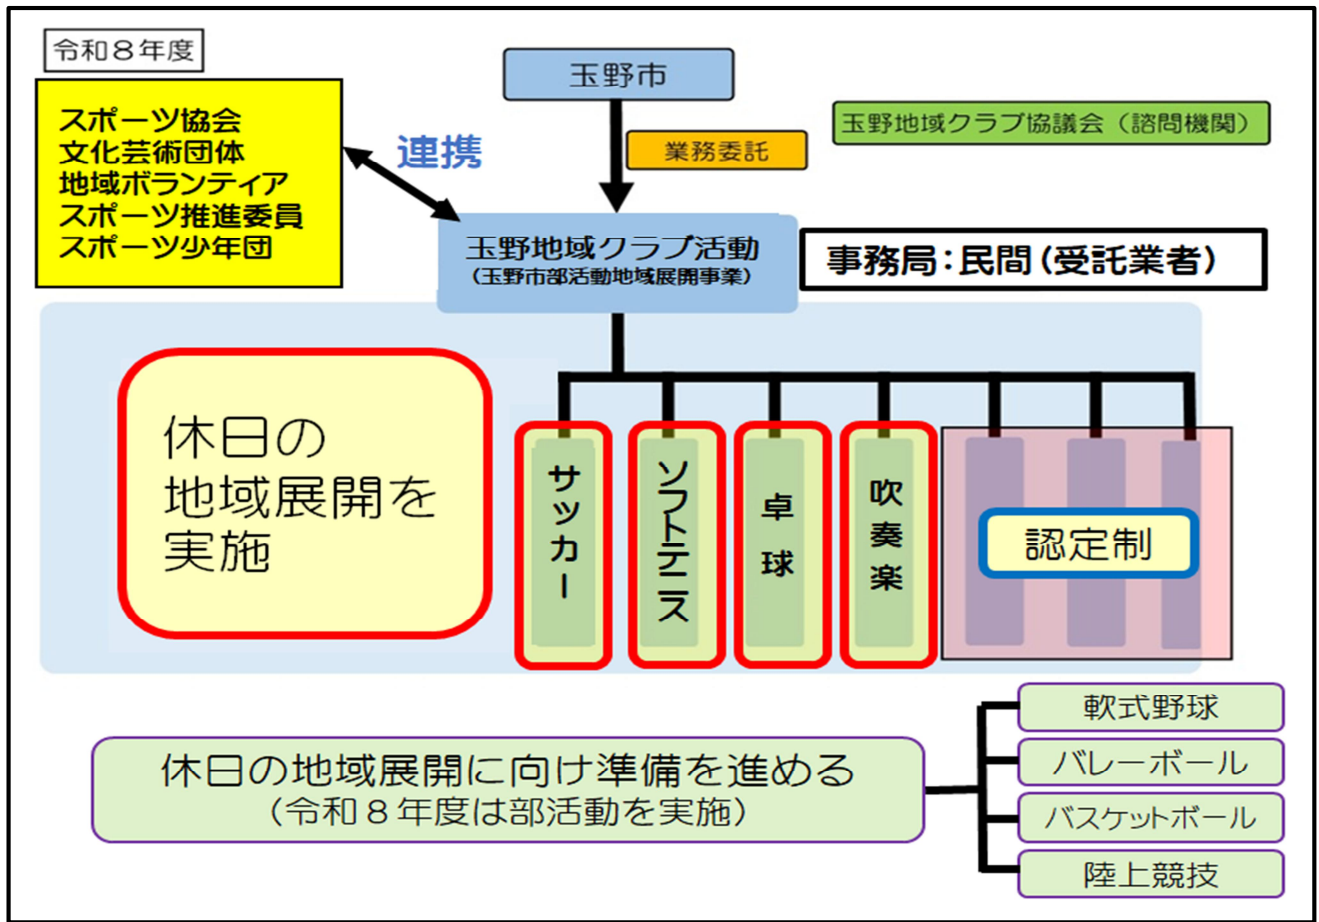 令和８年度
玉野市
スポーツ協会
文化芸術団体
地域ボランティア
スポーツ推進委員
スポーツ少年団
連携
業務委託
玉野地域クラブ協議会（諮問機関）
玉野地域クラブ活動
（玉野市部活動地域展開事業）
事務局：民間（受託業者）
休日の
地域展開を
実施
サッカー
ソフトテニス
卓球
吹奏楽
認定制
休日の地域展開に向け準備を進める
（令和８年度は部活動を実施）
軟式野球
バレーボール
バスケットボール
陸上競技